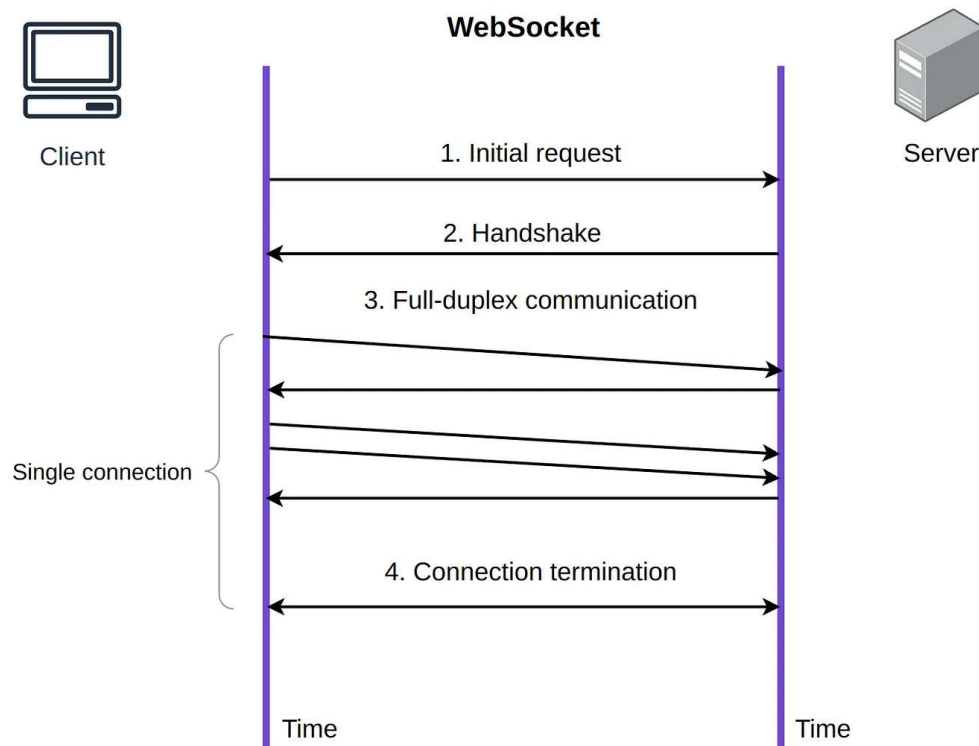 WebSocket
Client
Server
1. Initial request
2. Handshake
3. Full-duplex communication
Single connection
4. Connection termination
Time
Time